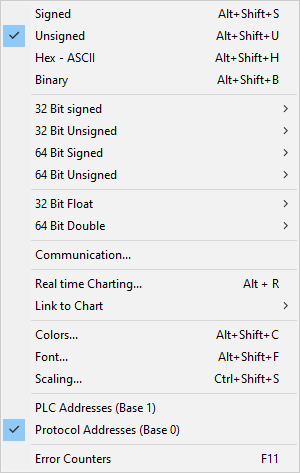 Signed Alt+Shift+S
Unsigned Alt+Shift+U
Hex - ASCII Alt+Shift+H
Binary Alt+Shift+B
32 Bit signed
32 Bit Unsigned
64 Bit Signed
64 Bit Unsigned
32 Bit Float
64 Bit Double
Communication...
Real time Charting... Alt + R
Link to Chart
Colors... Alt+Shift+C
Font... Alt+Shift+F
Scaling... Ctrl+Shift+S
PLC Addresses (Base 1)
Protocol Addresses (Base 0)
Error Counters F11